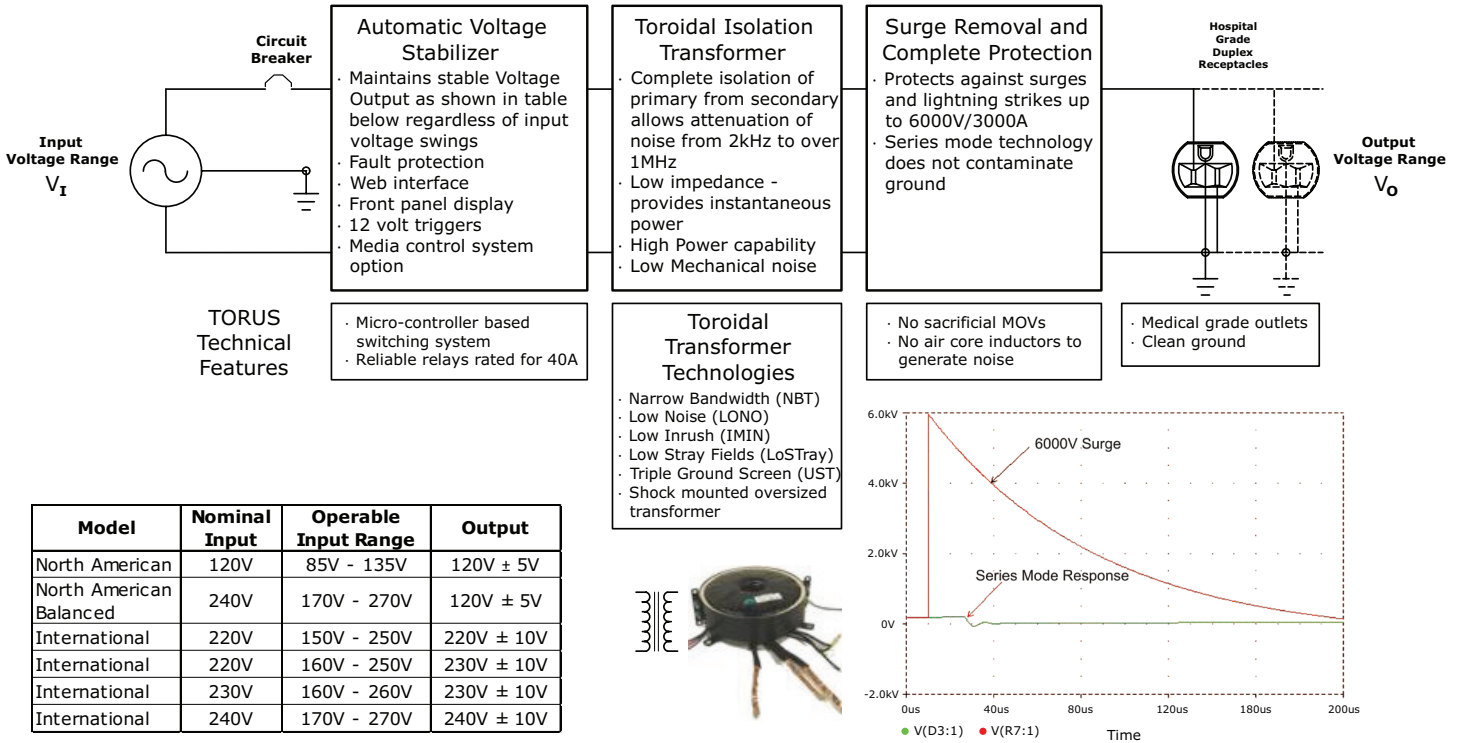 Input
Voltage Range
VI
Circuit
Breaker
Automatic Voltage
Stabilizer
· Maintains stable Voltage
Output as shown in table
below regardless of input
voltage swings
· Fault protection
· Web interface
· Front panel display
· 12 volt triggers
· Media control system
option
Toroidal Isolation
Transformer
· Complete isolation of
primary from secondary
allows attenuation of
noise from 2kHz to over
1MHz
· Low impedance -
provides instantaneous
power
· High Power capability
· Low Mechanical noise
Surge Removal and
Complete Protection
· Protects against surges
and lightning strikes up
to 6000V/3000A
· Series mode technology
does not contaminate
ground
Hospital
Grade
Duplex
Receptacles
Output
Voltage Range
VO
TORUS
Technical
Features
· Micro-controller based
switching system
· Reliable relays rated for 40A
Toroidal
Transformer
Technologies
· Narrow Bandwidth (NBT)
· Low Noise (LONO)
· Low Inrush (IMIN)
· Low Stray Fields (LoSTray)
· Triple Ground Screen (UST)
· Shock mounted oversized
transformer
· No sacrificial MOVs
· No air core inductors to
generate noise
· Medical grade outlets
· Clean ground
Model Nominal Input Operable Input Range Output
North American 120V 85V - 135V 120V ± 5V
North American Balanced 240V 170V - 270V 120V ± 5V
International 220V 150V - 250V 220V ± 10V
International 220V 160V - 250V 230V ± 10V
International 230V 160V - 260V 230V ± 10V
International 240V 170V - 270V 240V ± 10V
6.0kV
4.0kV
2.0kV
0V
-2.0kV
6000V Surge
Series Mode Response
0us 40us 80us 120us 180us 200us
V(D3:1) V(R7:1) Time